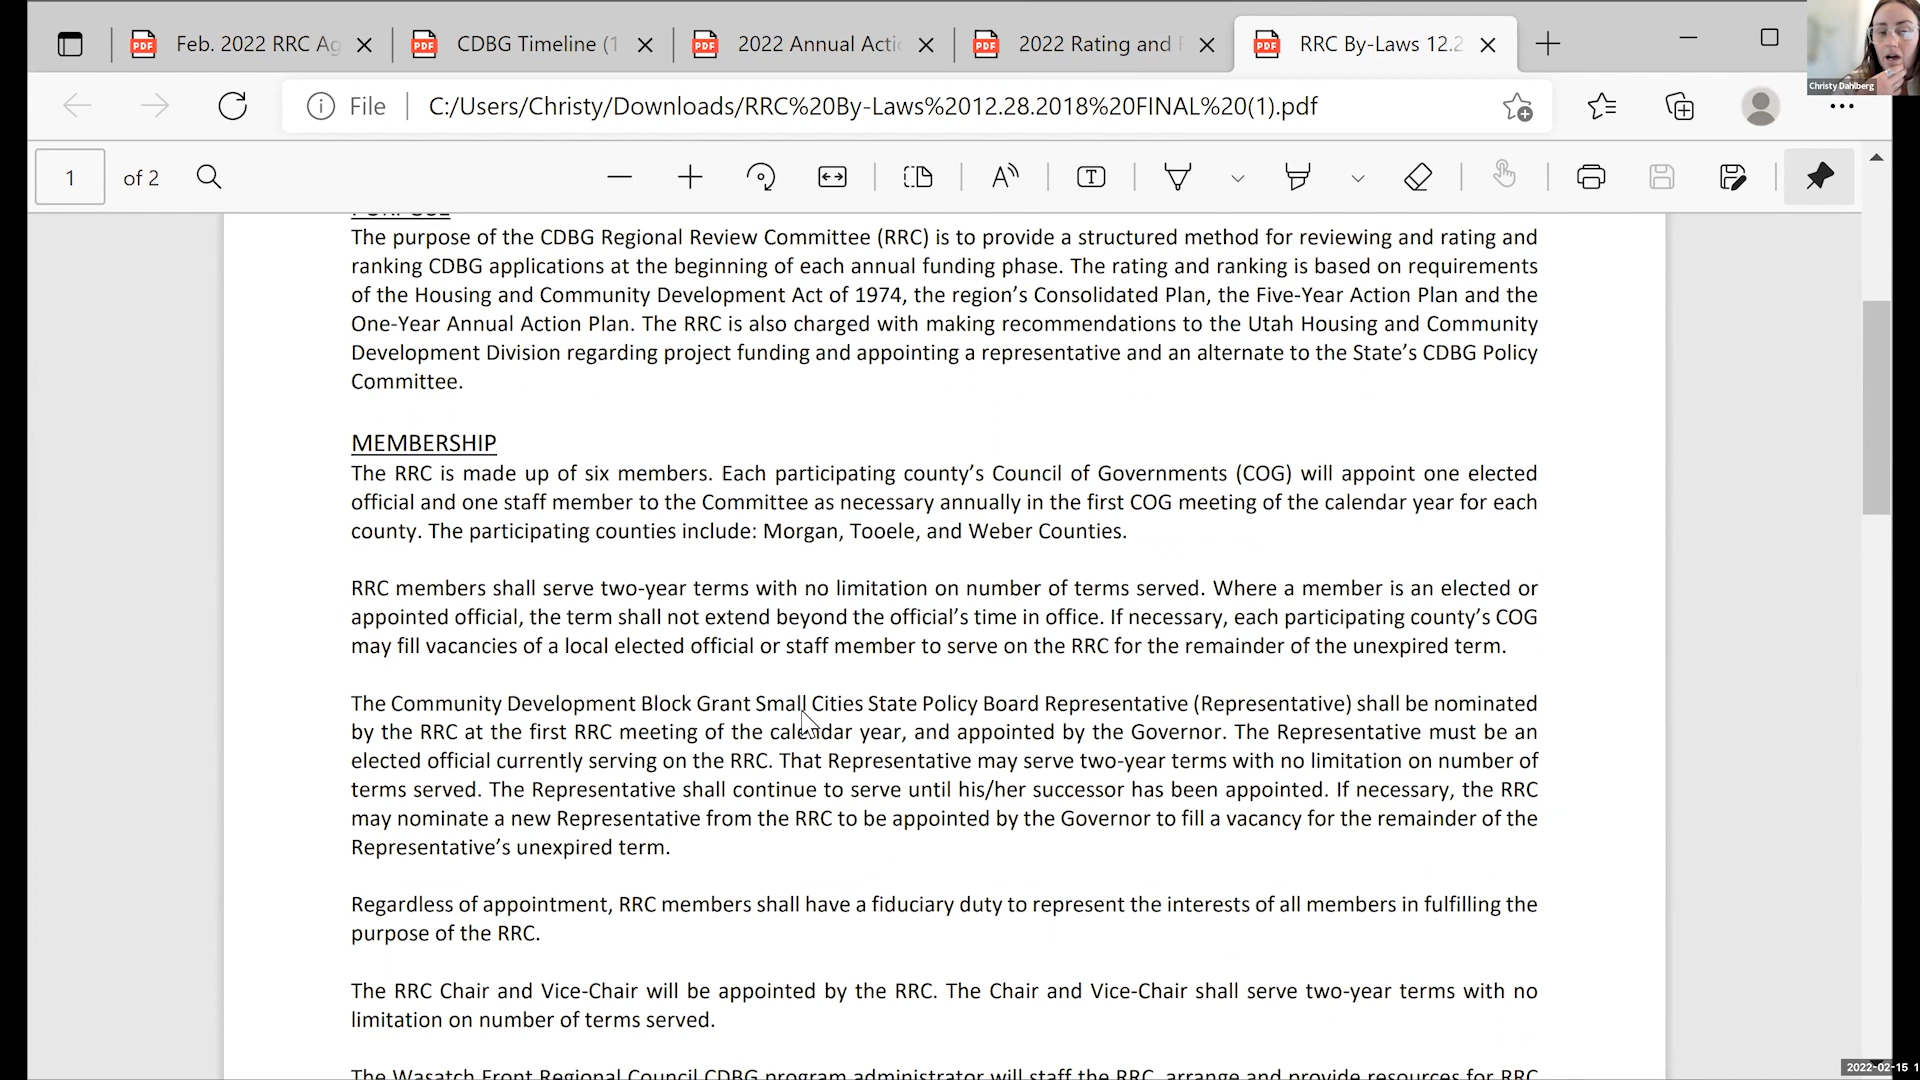 Feb. 2022 RRC Ag
CDBG Timeline (1
2022 Annual Acti
2022 Rating and
RRC By-Laws 12.2
File
C:/Users/Christy/Downloads/RRC%20By-Laws%2012.28.2018%20FINAL%20(1).pdf
Christy Dahlberg
1 of 2
PURPOSE
The purpose of the CDBG Regional Review Committee (RRC) is to provide a structured method for reviewing and rating and
ranking CDBG applications at the beginning of each annual funding phase. The rating and ranking is based on requirements
of the Housing and Community Development Act of 1974, the region's Consolidated Plan, the Five-Year Action Plan and the
One-Year Annual Action Plan. The RRC is also charged with making recommendations to the Utah Housing and Community
Development Division regarding project funding and appointing a representative and an alternate to the State's CDBG Policy
Committee.
MEMBERSHIP
The RRC is made up of six members. Each participating county's Council of Governments (COG) will appoint one elected
official and one staff member to the Committee as necessary annually in the first COG meeting of the calendar year for each
county. The participating counties include: Morgan, Tooele, and Weber Counties.
RRC members shall serve two-year terms with no limitation on number of terms served. Where a member is an elected or
appointed official, the term shall not extend beyond the official's time in office. If necessary, each participating county's COG
may fill vacancies of a local elected official or staff member to serve on the RRC for the remainder of the unexpired term.
The Community Development Block Grant Small Cities State Policy Board Representative (Representative) shall be nominated
by the RRC at the first RRC meeting of the calendar year, and appointed by the Governor. The Representative must be an
elected official currently serving on the RRC. That Representative may serve two-year terms with no limitation on number of
terms served. The Representative shall continue to serve until his/her successor has been appointed. If necessary, the RRC
may nominate a new Representative from the RRC to be appointed by the Governor to fill a vacancy for the remainder of the
Representative's unexpired term.
Regardless of appointment, RRC members shall have a fiduciary duty to represent the interests of all members in fulfilling the
purpose of the RRC.
The RRC Chair and Vice-Chair will be appointed by the RRC. The Chair and Vice-Chair shall serve two-year terms with no
limitation on number of terms served.
The Wasatch Front Regional Council CDBG program administrator will staff the RRC, arrange and provide resources for RRC
2022-02-15 1